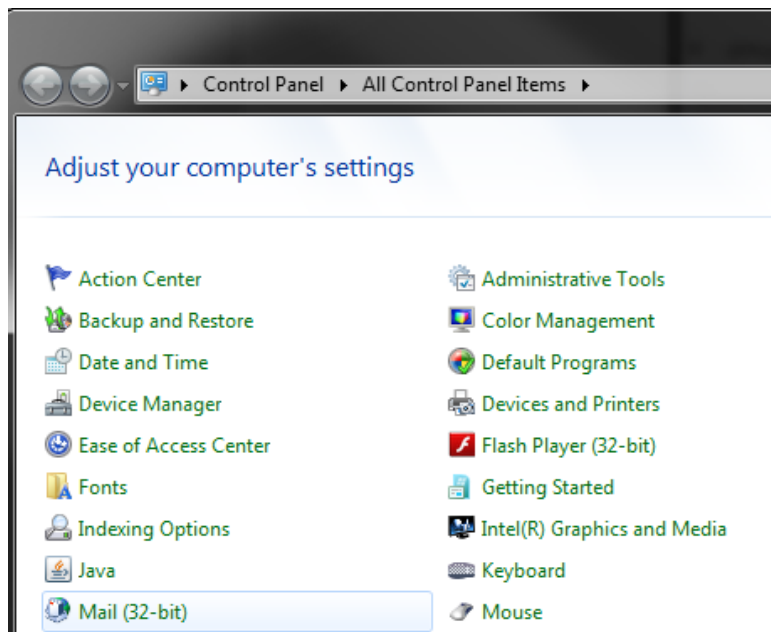 Control Panel All Control Panel Items
Adjust your computer's settings
Action Center
Administrative Tools
Backup and Restore
Color Management
Date and Time
Default Programs
Device Manager
Devices and Printers
Ease of Access Center
Flash Player (32-bit)
Fonts
Getting Started
Indexing Options
Intel(R) Graphics and Media
Java
Keyboard
Mail (32-bit)
Mouse